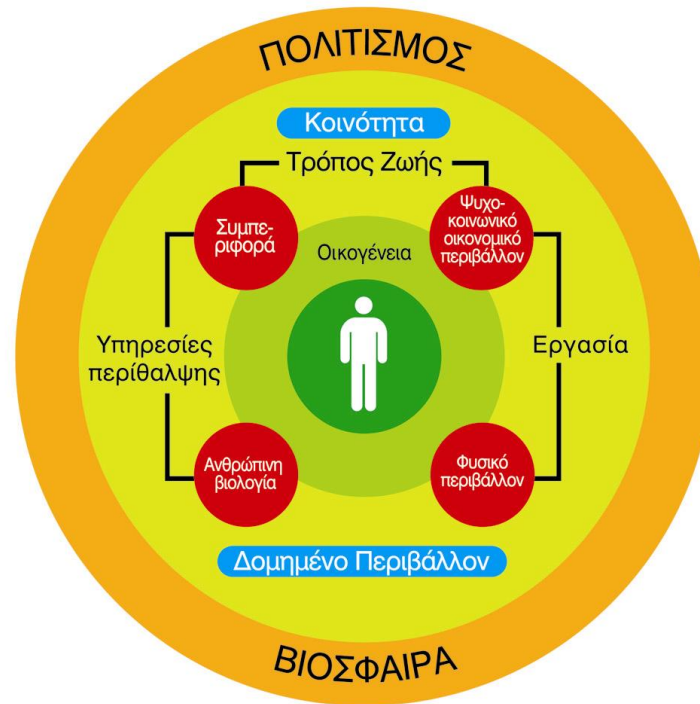 ΠΟΛΙΤΙΣΜΟΣ
Κοινότητα
Τρόπος Ζωής
Συμπε-
ριφορά
Ψυχο-
κοινωνικό
οικονομικό
περιβάλλον
Οικογένεια
Υπηρεσίες
περίθαλψης
Εργασία
Ανθρώπινη
βιολογία
Φυσικό
περιβάλλον
Δομημένο Περιβάλλον
ΒΙΟΣΦΑΙΡΑ